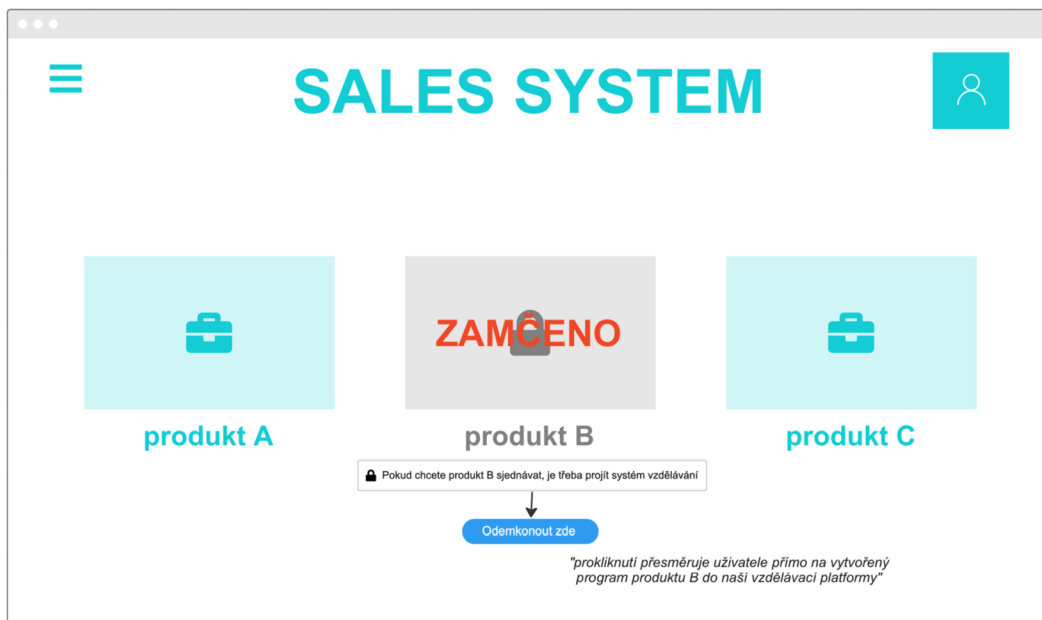 SALES SYSTEM
ZAMČENO
produkt A
produkt B
produkt C
Pokud chcete produkt B sjednávat, je třeba projít systém vzdělávání
Odemkonout zde
"prokliknutí přesměruje uživatele přímo na vytvořený
program produktu B do naši vzdělávací platformy"